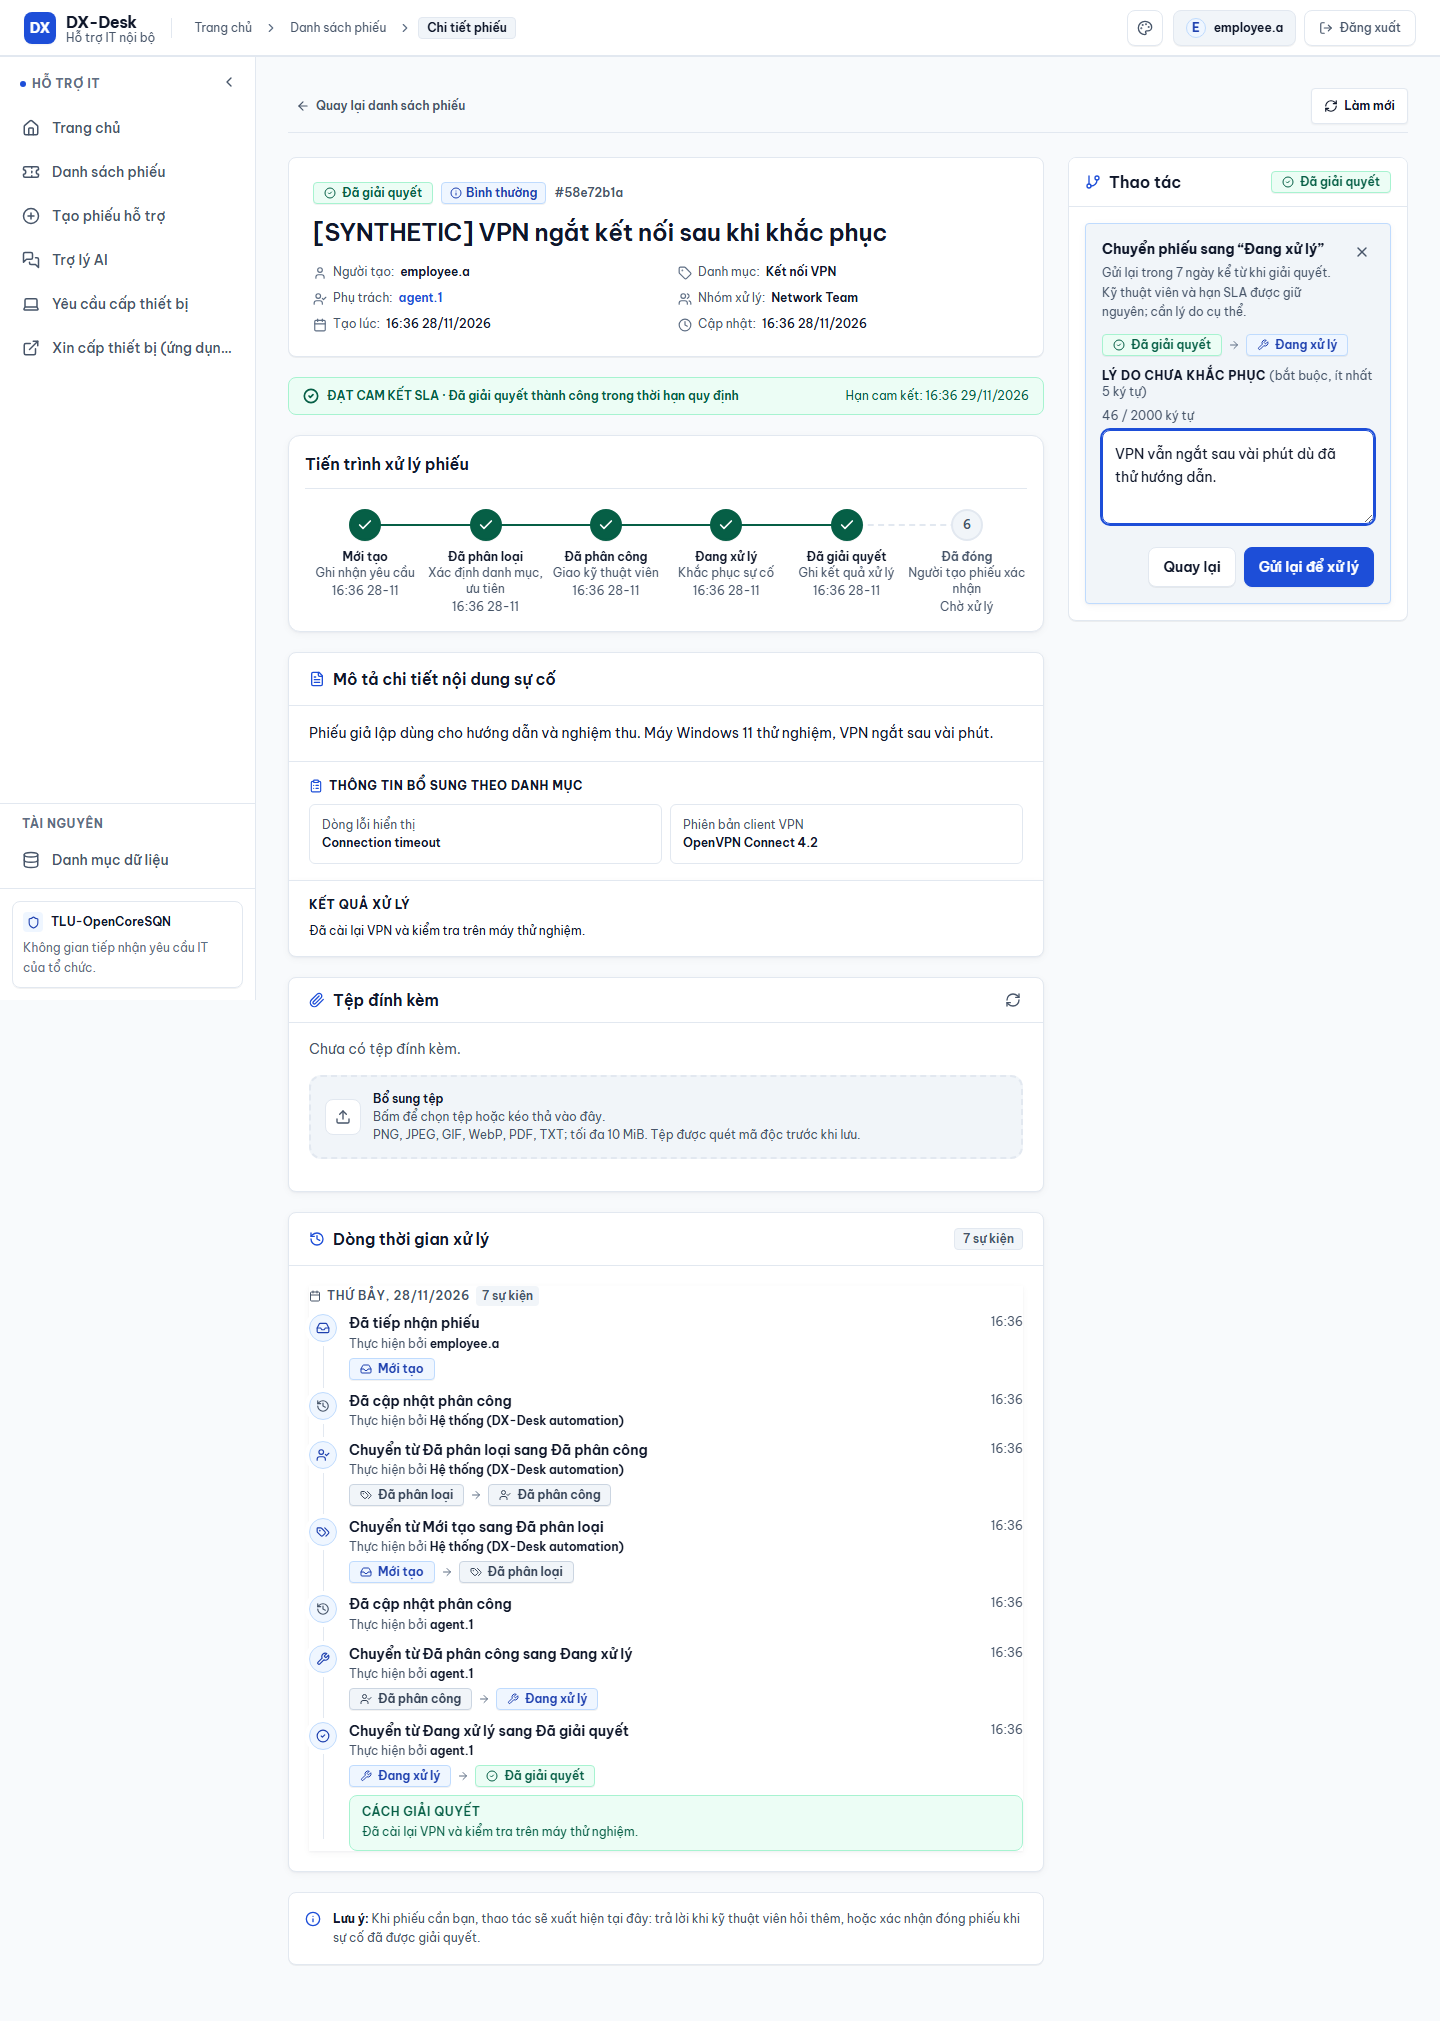 DX
DX-Desk
Hỗ trợ IT nội bộ
Trang chủ
Danh sách phiếu
Chi tiết phiếu
E
employee.a
Đăng xuất
HỖ TRỢ IT
Trang chủ
Danh sách phiếu
Tạo phiếu hỗ trợ
Trợ lý AI
Yêu cầu cấp thiết bị
Xin cấp thiết bị (ứng dụn...
TÀI NGUYÊN
Danh mục dữ liệu
TLU-OpenCoreSQN
Không gian tiếp nhận yêu cầu IT
của tổ chức.
Quay lại danh sách phiếu
Làm mới
Đã giải quyết
Bình thường
#58e72b1a
[SYNTHETIC] VPN ngắt kết nối sau khi khắc phục
Người tạo: employee.a
Danh mục: Kết nối VPN
Phụ trách: agent.1
Nhóm xử lý: Network Team
Tạo lúc: 16:36 28/11/2026
Cập nhật: 16:36 28/11/2026
ĐẠT CAM KẾT SLA · Đã giải quyết thành công trong thời hạn quy định
Hạn cam kết: 16:36 29/11/2026
Tiến trình xử lý phiếu
Mới tạo
Ghi nhận yêu cầu
16:36 28-11
Đã phân loại
Xác định danh mục,
ưu tiên
16:36 28-11
Đã phân công
Giao kỹ thuật viên
16:36 28-11
Đang xử lý
Khắc phục sự cố
16:36 28-11
Đã giải quyết
Ghi kết quả xử lý
16:36 28-11
6
Đã đóng
Người tạo phiếu xác
nhận
Chờ xử lý
Mô tả chi tiết nội dung sự cố
Phiếu giả lập dùng cho hướng dẫn và nghiệm thu. Máy Windows 11 thử nghiệm, VPN ngắt sau vài phút.
THÔNG TIN BỔ SUNG THEO DANH MỤC
Dòng lỗi hiển thị
Connection timeout
Phiên bản client VPN
OpenVPN Connect 4.2
KẾT QUẢ XỬ LÝ
Đã cài lại VPN và kiểm tra trên máy thử nghiệm.
Tệp đính kèm
Chưa có tệp đính kèm.
Bổ sung tệp
Bấm để chọn tệp hoặc kéo thả vào đây.
PNG, JPEG, GIF, WebP, PDF, TXT; tối đa 10 MiB. Tệp được quét mã độc trước khi lưu.
Dòng thời gian xử lý
7 sự kiện
THỨ BẢY, 28/11/2026
7 sự kiện
Đã tiếp nhận phiếu
16:36
Thực hiện bởi employee.a
Mới tạo
Đã cập nhật phân công
16:36
Thực hiện bởi Hệ thống (DX-Desk automation)
Chuyển từ Đã phân loại sang Đã phân công
16:36
Thực hiện bởi Hệ thống (DX-Desk automation)
Đã phân loại
Đã phân công
Chuyển từ Mới tạo sang Đã phân loại
16:36
Thực hiện bởi Hệ thống (DX-Desk automation)
Mới tạo
Đã phân loại
Đã cập nhật phân công
16:36
Thực hiện bởi agent.1
Chuyển từ Đã phân công sang Đang xử lý
16:36
Thực hiện bởi agent.1
Đã phân công
Đang xử lý
Chuyển từ Đang xử lý sang Đã giải quyết
16:36
Thực hiện bởi agent.1
Đang xử lý
Đã giải quyết
CÁCH GIẢI QUYẾT
Đã cài lại VPN và kiểm tra trên máy thử nghiệm.
Lưu ý: Khi phiếu cần bạn, thao tác sẽ xuất hiện tại đây: trả lời khi kỹ thuật viên hỏi thêm, hoặc xác nhận đóng phiếu khi
sự cố đã được giải quyết.
Thao tác
Đã giải quyết
Chuyển phiếu sang “Đang xử lý”
Gửi lại trong 7 ngày kể từ khi giải quyết.
Kỹ thuật viên và hạn SLA được giữ
nguyên; cần lý do cụ thể.
Đã giải quyết
Đang xử lý
LÝ DO CHƯA KHẮC PHỤC (bắt buộc, ít nhất
5 ký tự)
46 / 2000 ký tự
VPN vẫn ngắt sau vài phút dù đã
thử hướng dẫn.
Quay lại
Gửi lại để xử lý